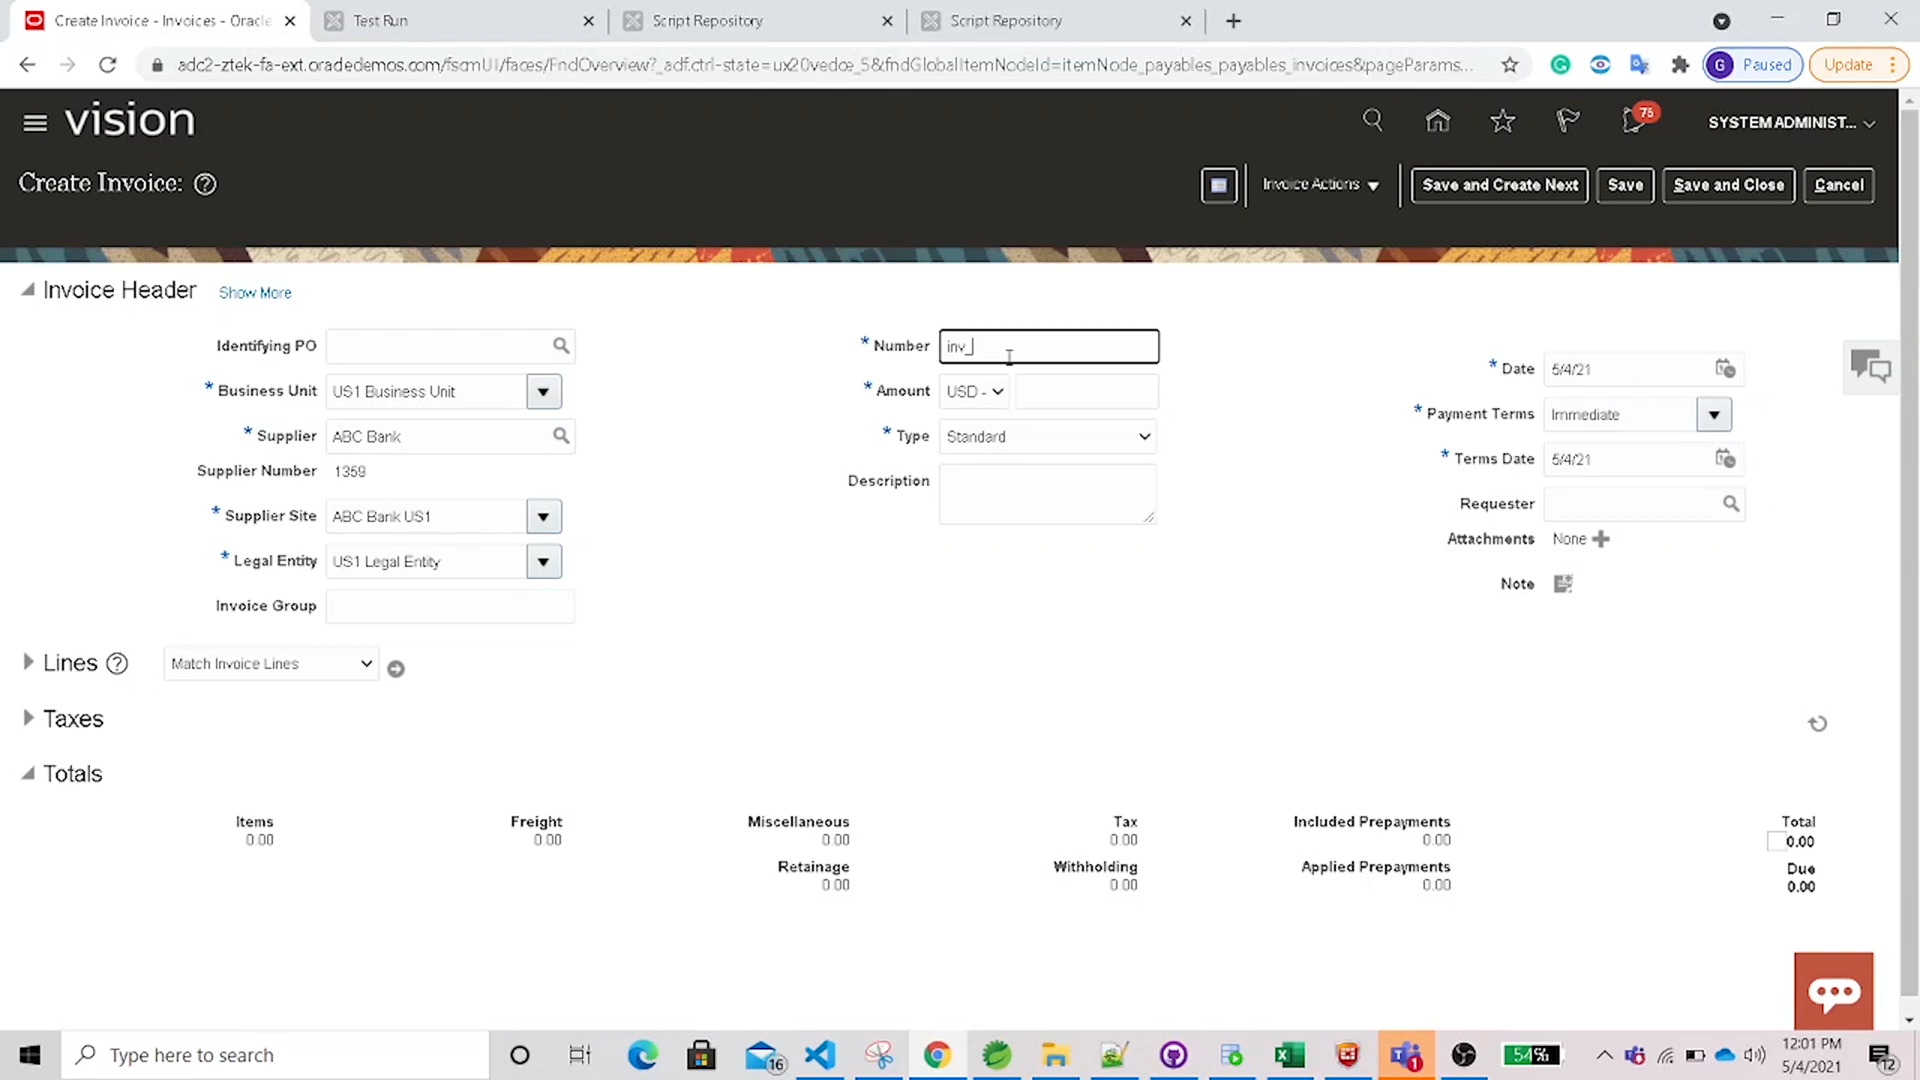 Create Invoice - Invoices - Oracle
Test Run
Script Repository
Script Repository
adc2-ztek-fa-ext.oracledemos.com/fscmUI/faces/FndOverview?_adf.ctrl-state=ux20vedce_5&fndGlobalItemNodeId=itemNode_payables_payables_invoices&pageParams...
G Paused
Update
vision
75
SYSTEM ADMINIST...
Create Invoice:
Invoice Actions
Save and Create Next
Save
Save and Close
Cancel
Invoice Header
Show More
Identifying PO
* Business Unit US1 Business Unit
* Supplier ABC Bank
Supplier Number 1359
* Supplier Site ABC Bank US1
* Legal Entity US1 Legal Entity
Invoice Group
* Number inv_
* Amount USD -
* Type Standard
Description
* Date 5/4/21
* Payment Terms Immediate
* Terms Date 5/4/21
Requester
Attachments None
Note
Lines
Match Invoice Lines
Taxes
Totals
Items Freight Miscellaneous Tax Included Prepayments Total
0.00 0.00 0.00 0.00 0.00 0.00
Retainage Withholding Applied Prepayments Due
0.00 0.00 0.00 0.00
Type here to search
16
54%
1
12:01 PM
5/4/2021
12